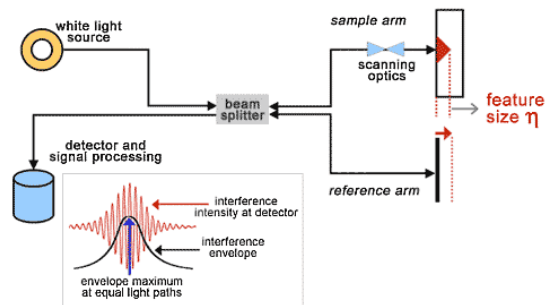 white light
source
sample arm
scanning
optics
feature
size η
beam
splitter
detector and
signal processing
reference arm
interference
intensity at detector
interference
envelope
envelope maximum
at equal light paths